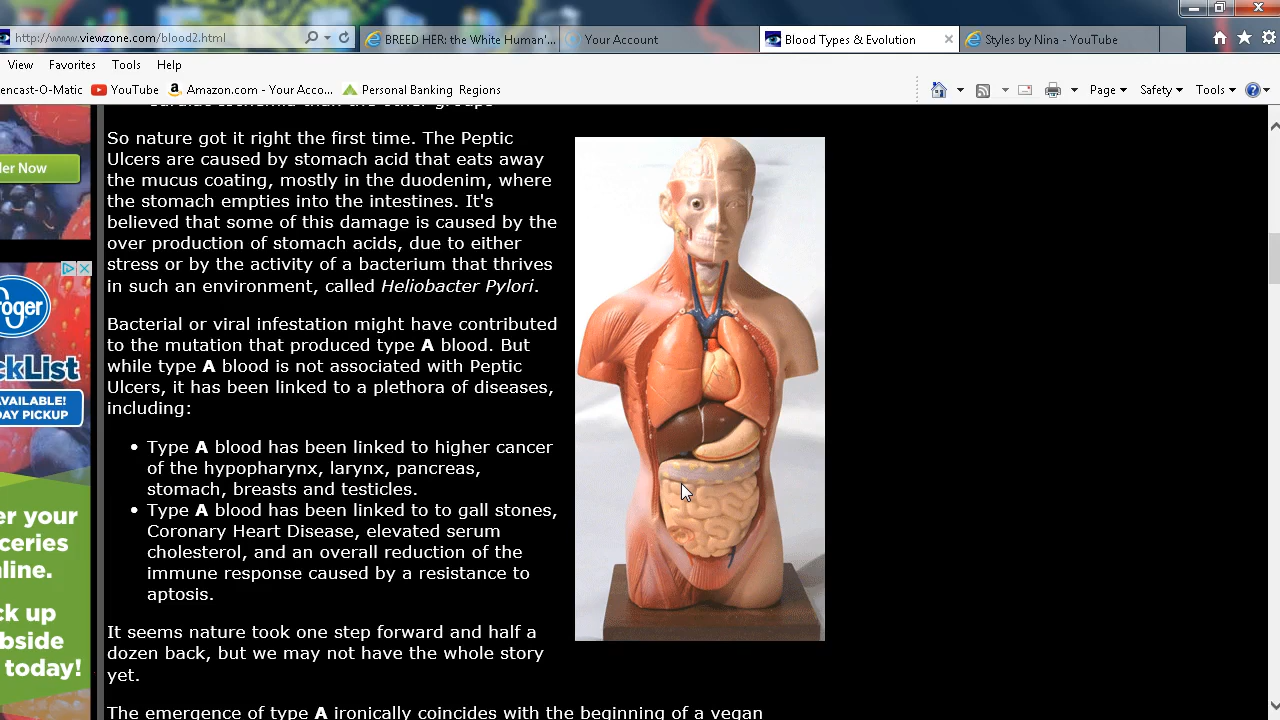 http://www.viewzone.com/blood2.html
BREED HER: the White Human'...
Your Account
Blood Types & Evolution
Styles by Nina - YouTube
View Favorites Tools Help
encast-O-Matic YouTube Amazon.com - Your Acco... Personal Banking Regions
Page Safety Tools
So nature got it right the first time. The Peptic
Ulcers are caused by stomach acid that eats away
the mucus coating, mostly in the duodenim, where
the stomach empties into the intestines. It's
believed that some of this damage is caused by the
over production of stomach acids, due to either
stress or by the activity of a bacterium that thrives
in such an environment, called Heliobacter Pylori.
Bacterial or viral infestation might have contributed
to the mutation that produced type A blood. But
while type A blood is not associated with Peptic
Ulcers, it has been linked to a plethora of diseases,
including:
• Type A blood has been linked to higher cancer
of the hypopharynx, larynx, pancreas,
stomach, breasts and testicles.
• Type A blood has been linked to to gall stones,
Coronary Heart Disease, elevated serum
cholesterol, and an overall reduction of the
immune response caused by a resistance to
aptosis.
It seems nature took one step forward and half a
dozen back, but we may not have the whole story
yet.
The emergence of type A ironically coincides with the beginning of a vegan
der Now
oger
ckList
AVAILABLE!
DAY PICKUP
er your
ceries
nline.
ck up
bside
today!